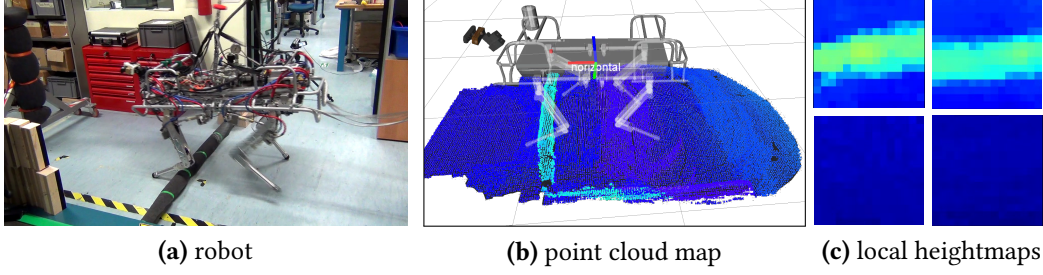 horizontal
(a) robot
(b) point cloud map
(c) local heightmaps